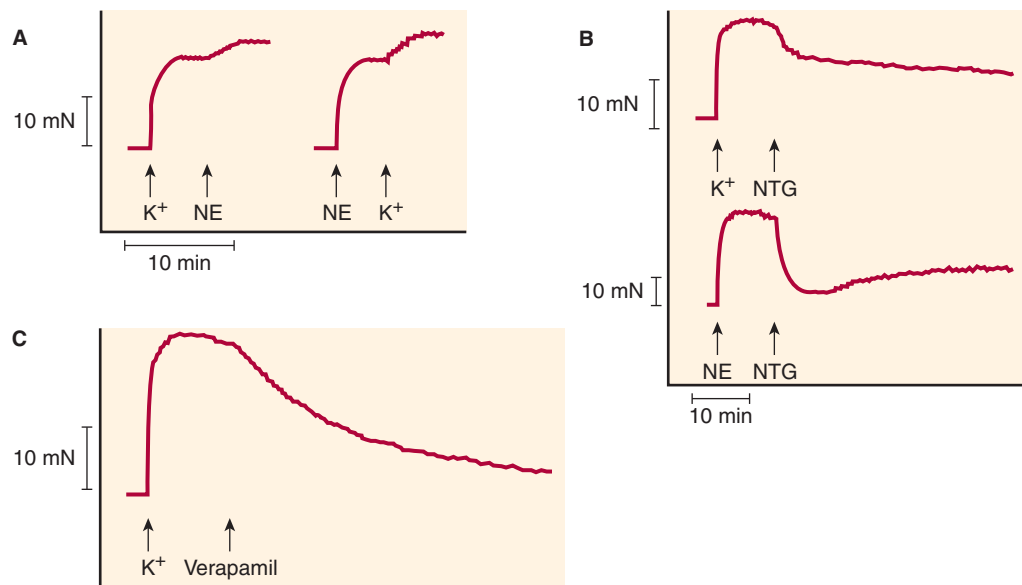 A
10 mN
K+ NE NE K+
10 min
B
10 mN
K+ NTG
10 mN
NE NTG
10 min
C
10 mN
K+ Verapamil